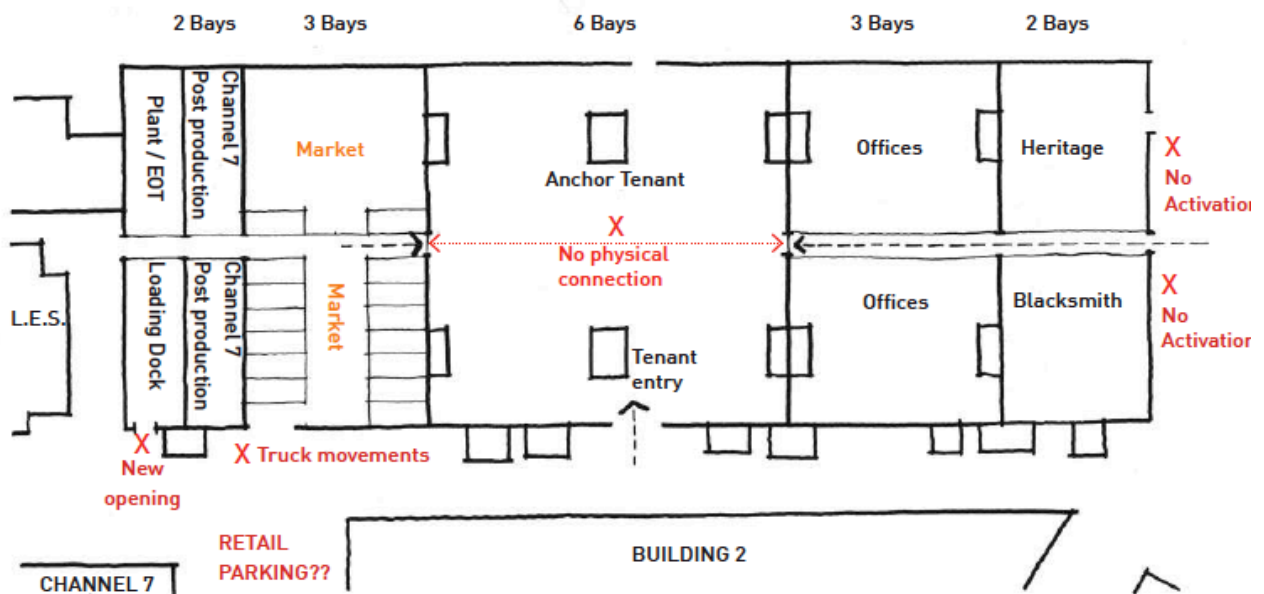 2 Bays
3 Bays
6 Bays
3 Bays
2 Bays
Plant / EOT
Channel 7
Post production
Market
Anchor Tenant
Offices
Heritage
X
No
Activation
X
No physical
connection
L.E.S.
Loading Dock
Channel 7
Post production
Market
Tenant
entry
Offices
Blacksmith
X
No
Activation
X
New
opening
X Truck movements
RETAIL
PARKING??
BUILDING 2
CHANNEL 7